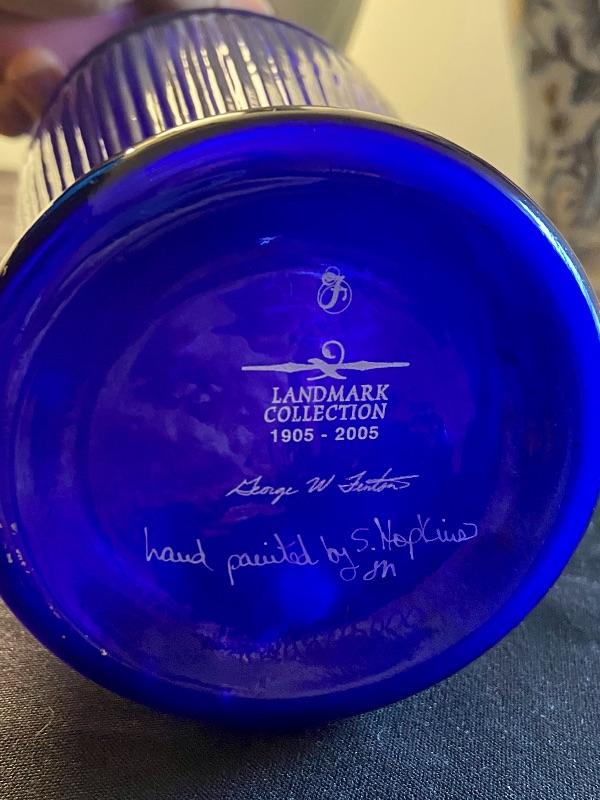 F
LANDMARK
COLLECTION
1905 - 2005
George W Fenton
hand painted by S. Hopkins